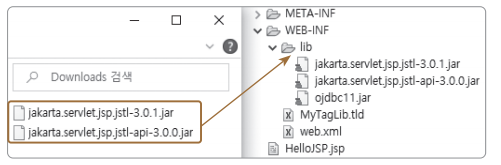 Downloads 검색
jakarta.servlet.jsp.jstl-3.0.1.jar
jakarta.servlet.jsp.jstl-api-3.0.0.jar
META-INF
WEB-INF
lib
jakarta.servlet.jsp.jstl-3.0.1.jar
jakarta.servlet.jsp.jstl-api-3.0.0.jar
ojdbc11.jar
MyTagLib.tld
web.xml
HelloJSP.jsp